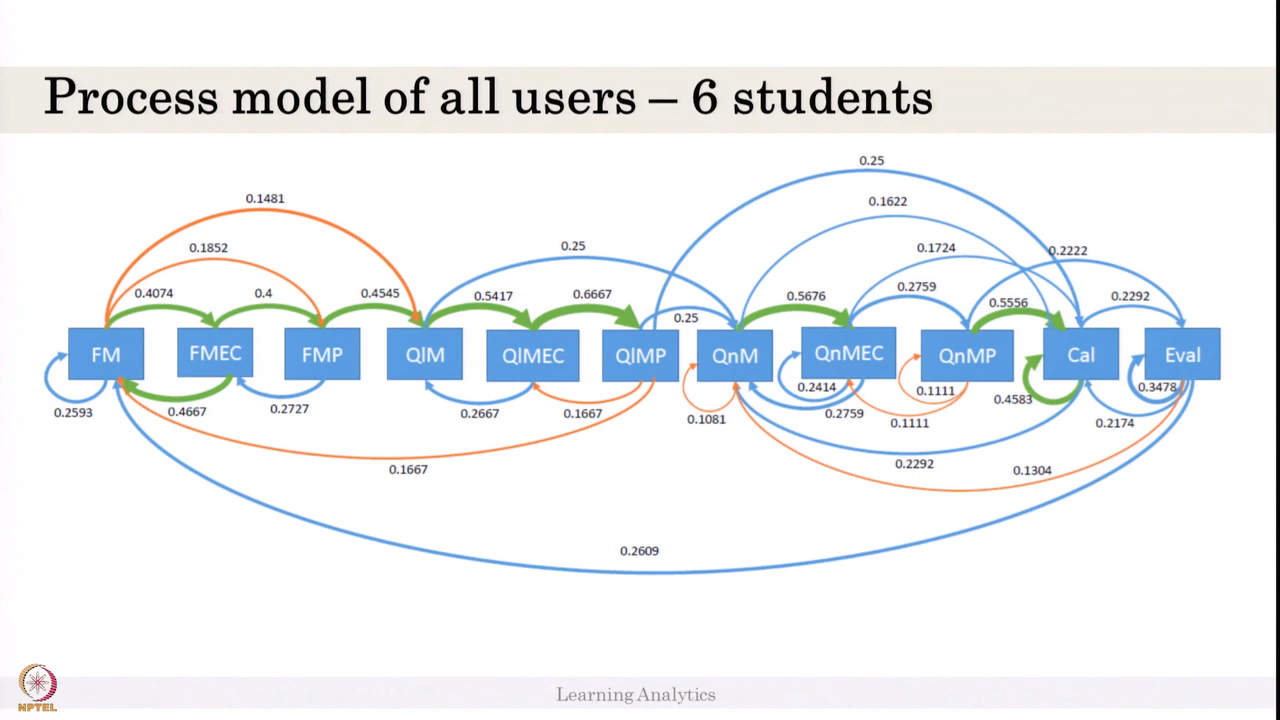 Process model of all users – 6 students
0.25
0.1481
0.1622
0.1852
0.25
0.1724
0.2222
0.4074
0.4
0.4545
0.5417
0.6667
0.25
0.5676
0.2759
0.5556
0.2292
FM
FMEC
FMP
QlM
QlMEC
QlMP
QnM
QnMEC
QnMP
Cal
Eval
0.2593
0.4667
0.2727
0.2667
0.1667
0.1081
0.2414
0.2759
0.1111
0.1111
0.4583
0.3478
0.2174
0.1667
0.2292
0.1304
0.2609
NPTEL
Learning Analytics